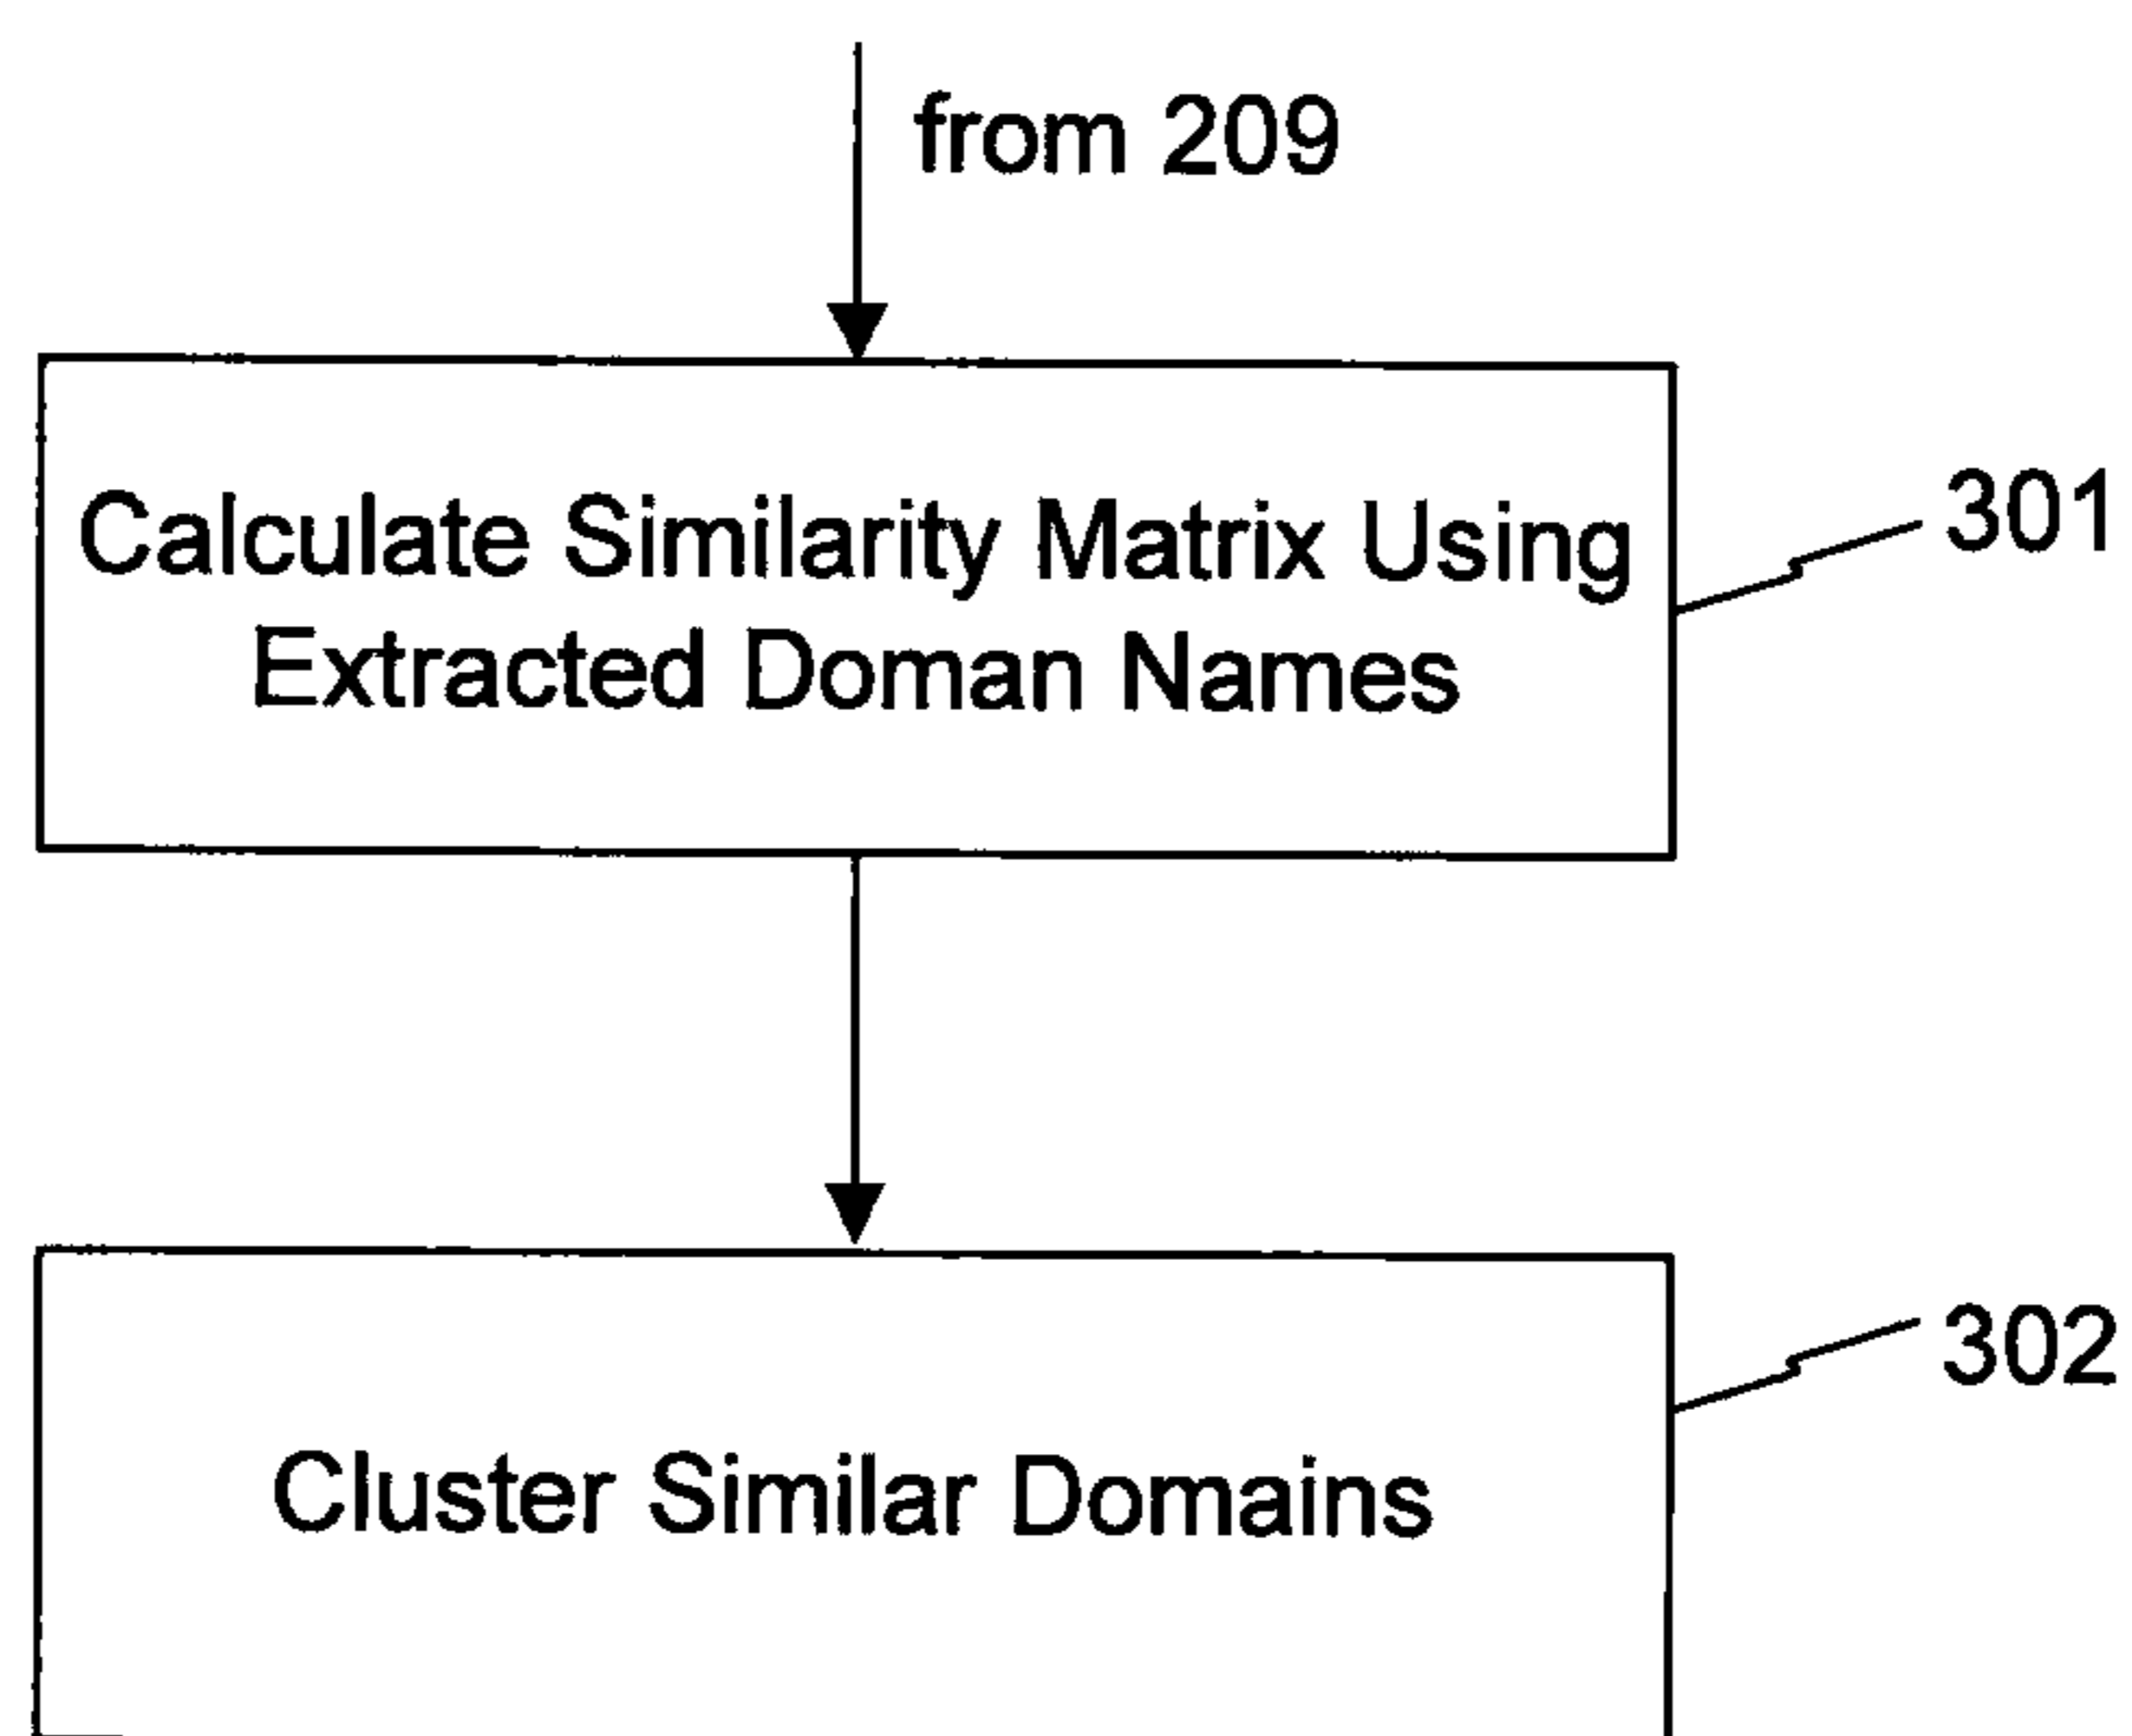 from 209
Calculate Similarity Matrix Using
Extracted Doman Names
301
302
Cluster Similar Domains